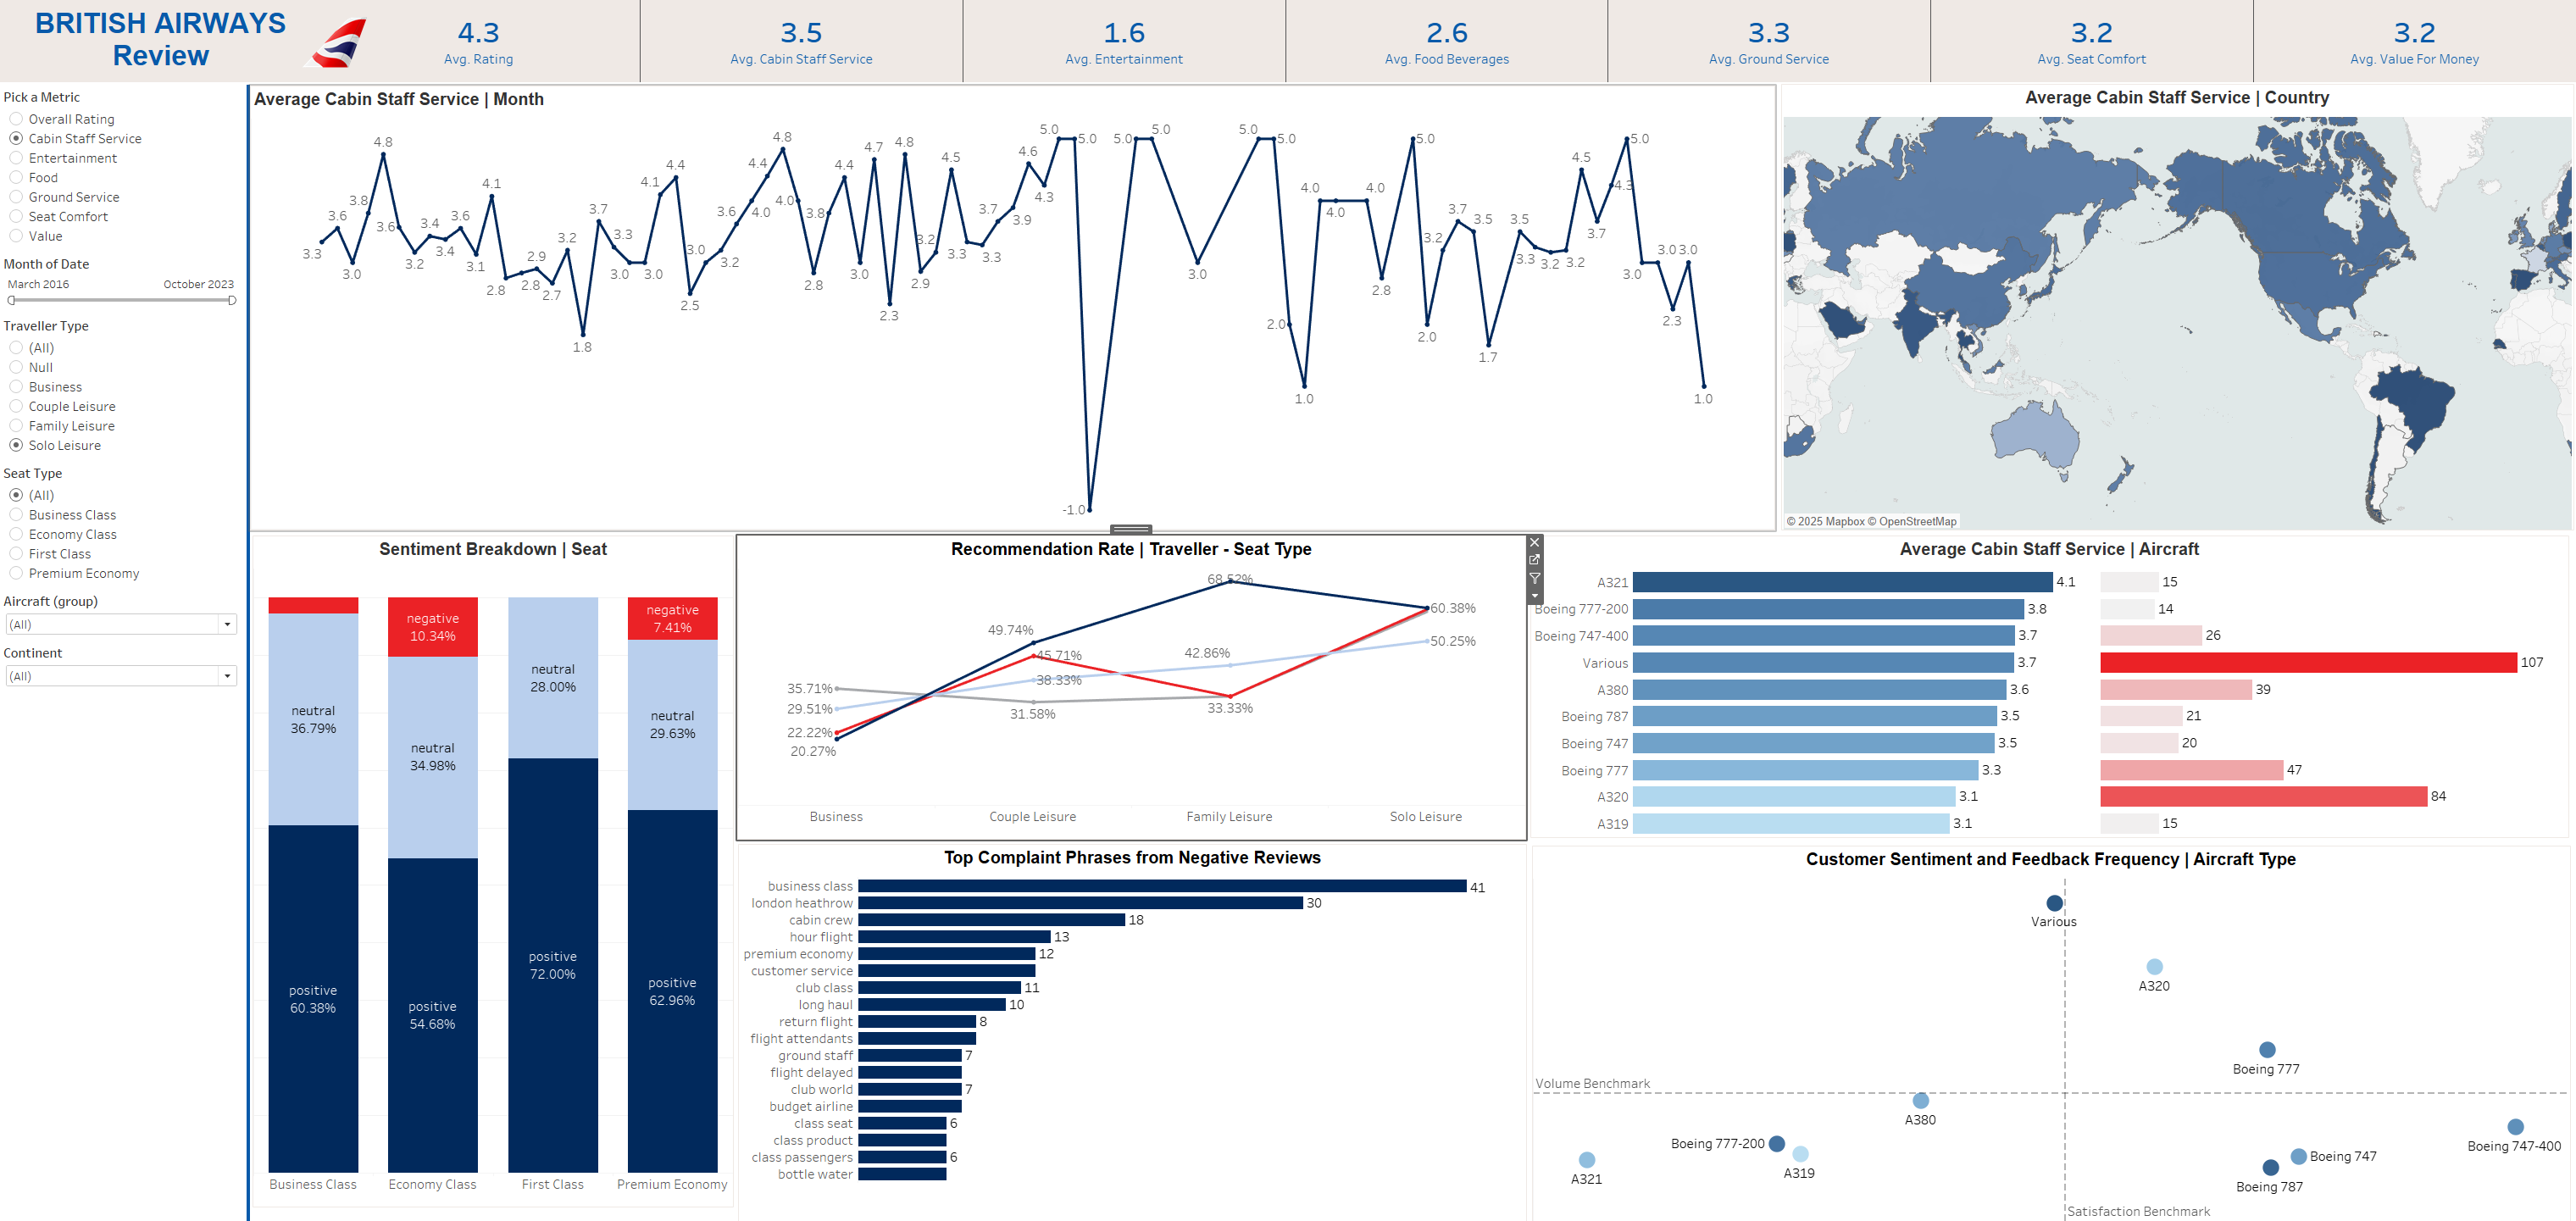 BRITISH AIRWAYS
Review
4.3
Avg. Rating
3.5
Avg. Cabin Staff Service
1.6
Avg. Entertainment
2.6
Avg. Food Beverages
3.3
Avg. Ground Service
3.2
Avg. Seat Comfort
3.2
Avg. Value For Money
Pick a Metric
Overall Rating
Cabin Staff Service
Entertainment
Food
Ground Service
Seat Comfort
Value
Month of Date
March 2016 October 2023
Traveller Type
(All)
Null
Business
Couple Leisure
Family Leisure
Solo Leisure
Seat Type
(All)
Business Class
Economy Class
First Class
Premium Economy
Aircraft (group)
(All)
Continent
(All)
Average Cabin Staff Service | Month
3.3
3.6
3.0
3.8
4.8
3.6
3.2
3.4
3.4
3.6
3.1
4.1
2.8
2.8
2.9
2.7
3.2
1.8
3.7
3.3
3.0
3.0
4.1
4.4
2.5
3.0
3.2
3.6
4.0
4.4
4.8
4.0
2.8
3.8
4.4
3.0
4.7
2.3
4.8
2.9
3.2
4.5
3.3
3.3
3.7
3.9
4.6
4.3
5.0
5.0
-1.0
5.0
5.0
3.0
5.0
5.0
2.0
1.0
4.0
4.0
4.0
2.8
5.0
2.0
3.2
3.7
3.5
1.7
3.5
3.3
3.2
3.2
4.5
3.7
4.3
5.0
3.0
3.0
2.3
3.0
1.0
Average Cabin Staff Service | Country
© 2025 Mapbox © OpenStreetMap
Sentiment Breakdown | Seat
neutral
36.79%
positive
60.38%
negative
10.34%
neutral
34.98%
positive
54.68%
neutral
28.00%
positive
72.00%
negative
7.41%
neutral
29.63%
positive
62.96%
Business Class
Economy Class
First Class
Premium Economy
Recommendation Rate | Traveller - Seat Type
35.71%
29.51%
22.22%
20.27%
49.74%
45.71%
38.33%
31.58%
68.52%
42.86%
33.33%
60.38%
50.25%
Business
Couple Leisure
Family Leisure
Solo Leisure
Top Complaint Phrases from Negative Reviews
business class 41
london heathrow 30
cabin crew 18
hour flight 13
premium economy 12
customer service
club class 11
long haul 10
return flight 8
flight attendants
ground staff 7
flight delayed
club world 7
budget airline
class seat 6
class product
class passengers 6
bottle water
Average Cabin Staff Service | Aircraft
A321 4.1 15
Boeing 777-200 3.8 14
Boeing 747-400 3.7 26
Various 3.7 107
A380 3.6 39
Boeing 787 3.5 21
Boeing 747 3.5 20
Boeing 777 3.3 47
A320 3.1 84
A319 3.1 15
Customer Sentiment and Feedback Frequency | Aircraft Type
Various
A320
Boeing 777
Volume Benchmark
A380
Boeing 777-200
A319
A321
Boeing 747-400
Boeing 747
Boeing 787
Satisfaction Benchmark